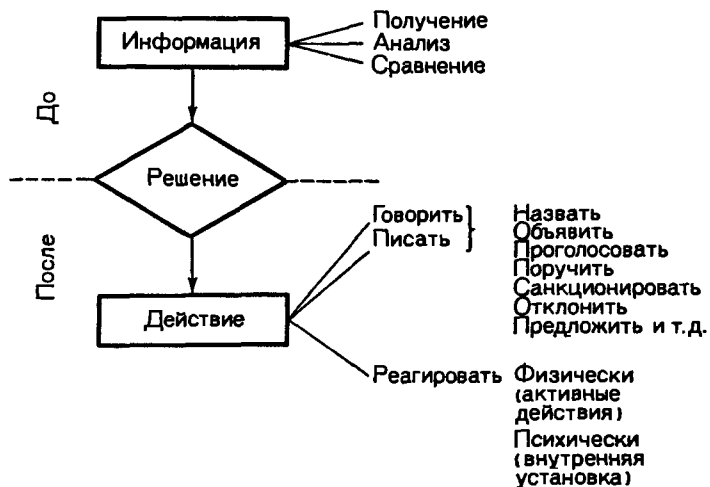 Информация
Получение
Анализ
Сравнение
До
Решение
После
Действие
Говорить
Писать
Назвать
Объявить
Проголосовать
Поручить
Санкционировать
Отклонить
Предложить и т.д.
Реагировать
Физически
(активные
действия)
Психически
(внутренняя
установка)